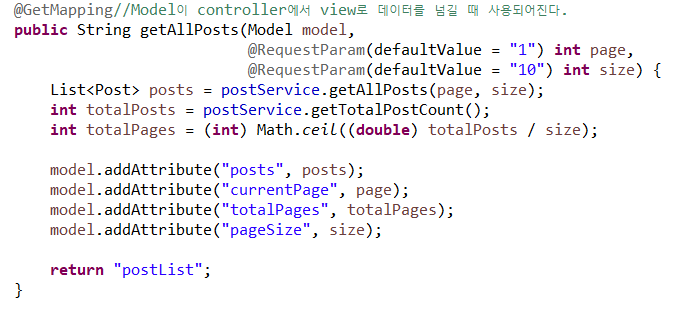 @GetMapping//Model이 controller에서 view로 데이터를 넘길 때 사용되어진다.
public String getAllPosts(Model model,
@RequestParam(defaultValue = "1") int page,
@RequestParam(defaultValue = "10") int size) {
List<Post> posts = postService.getAllPosts(page, size);
int totalPosts = postService.getTotalPostCount();
int totalPages = (int) Math.ceil((double) totalPosts / size);
model.addAttribute("posts", posts);
model.addAttribute("currentPage", page);
model.addAttribute("totalPages", totalPages);
model.addAttribute("pageSize", size);
return "postList";
}